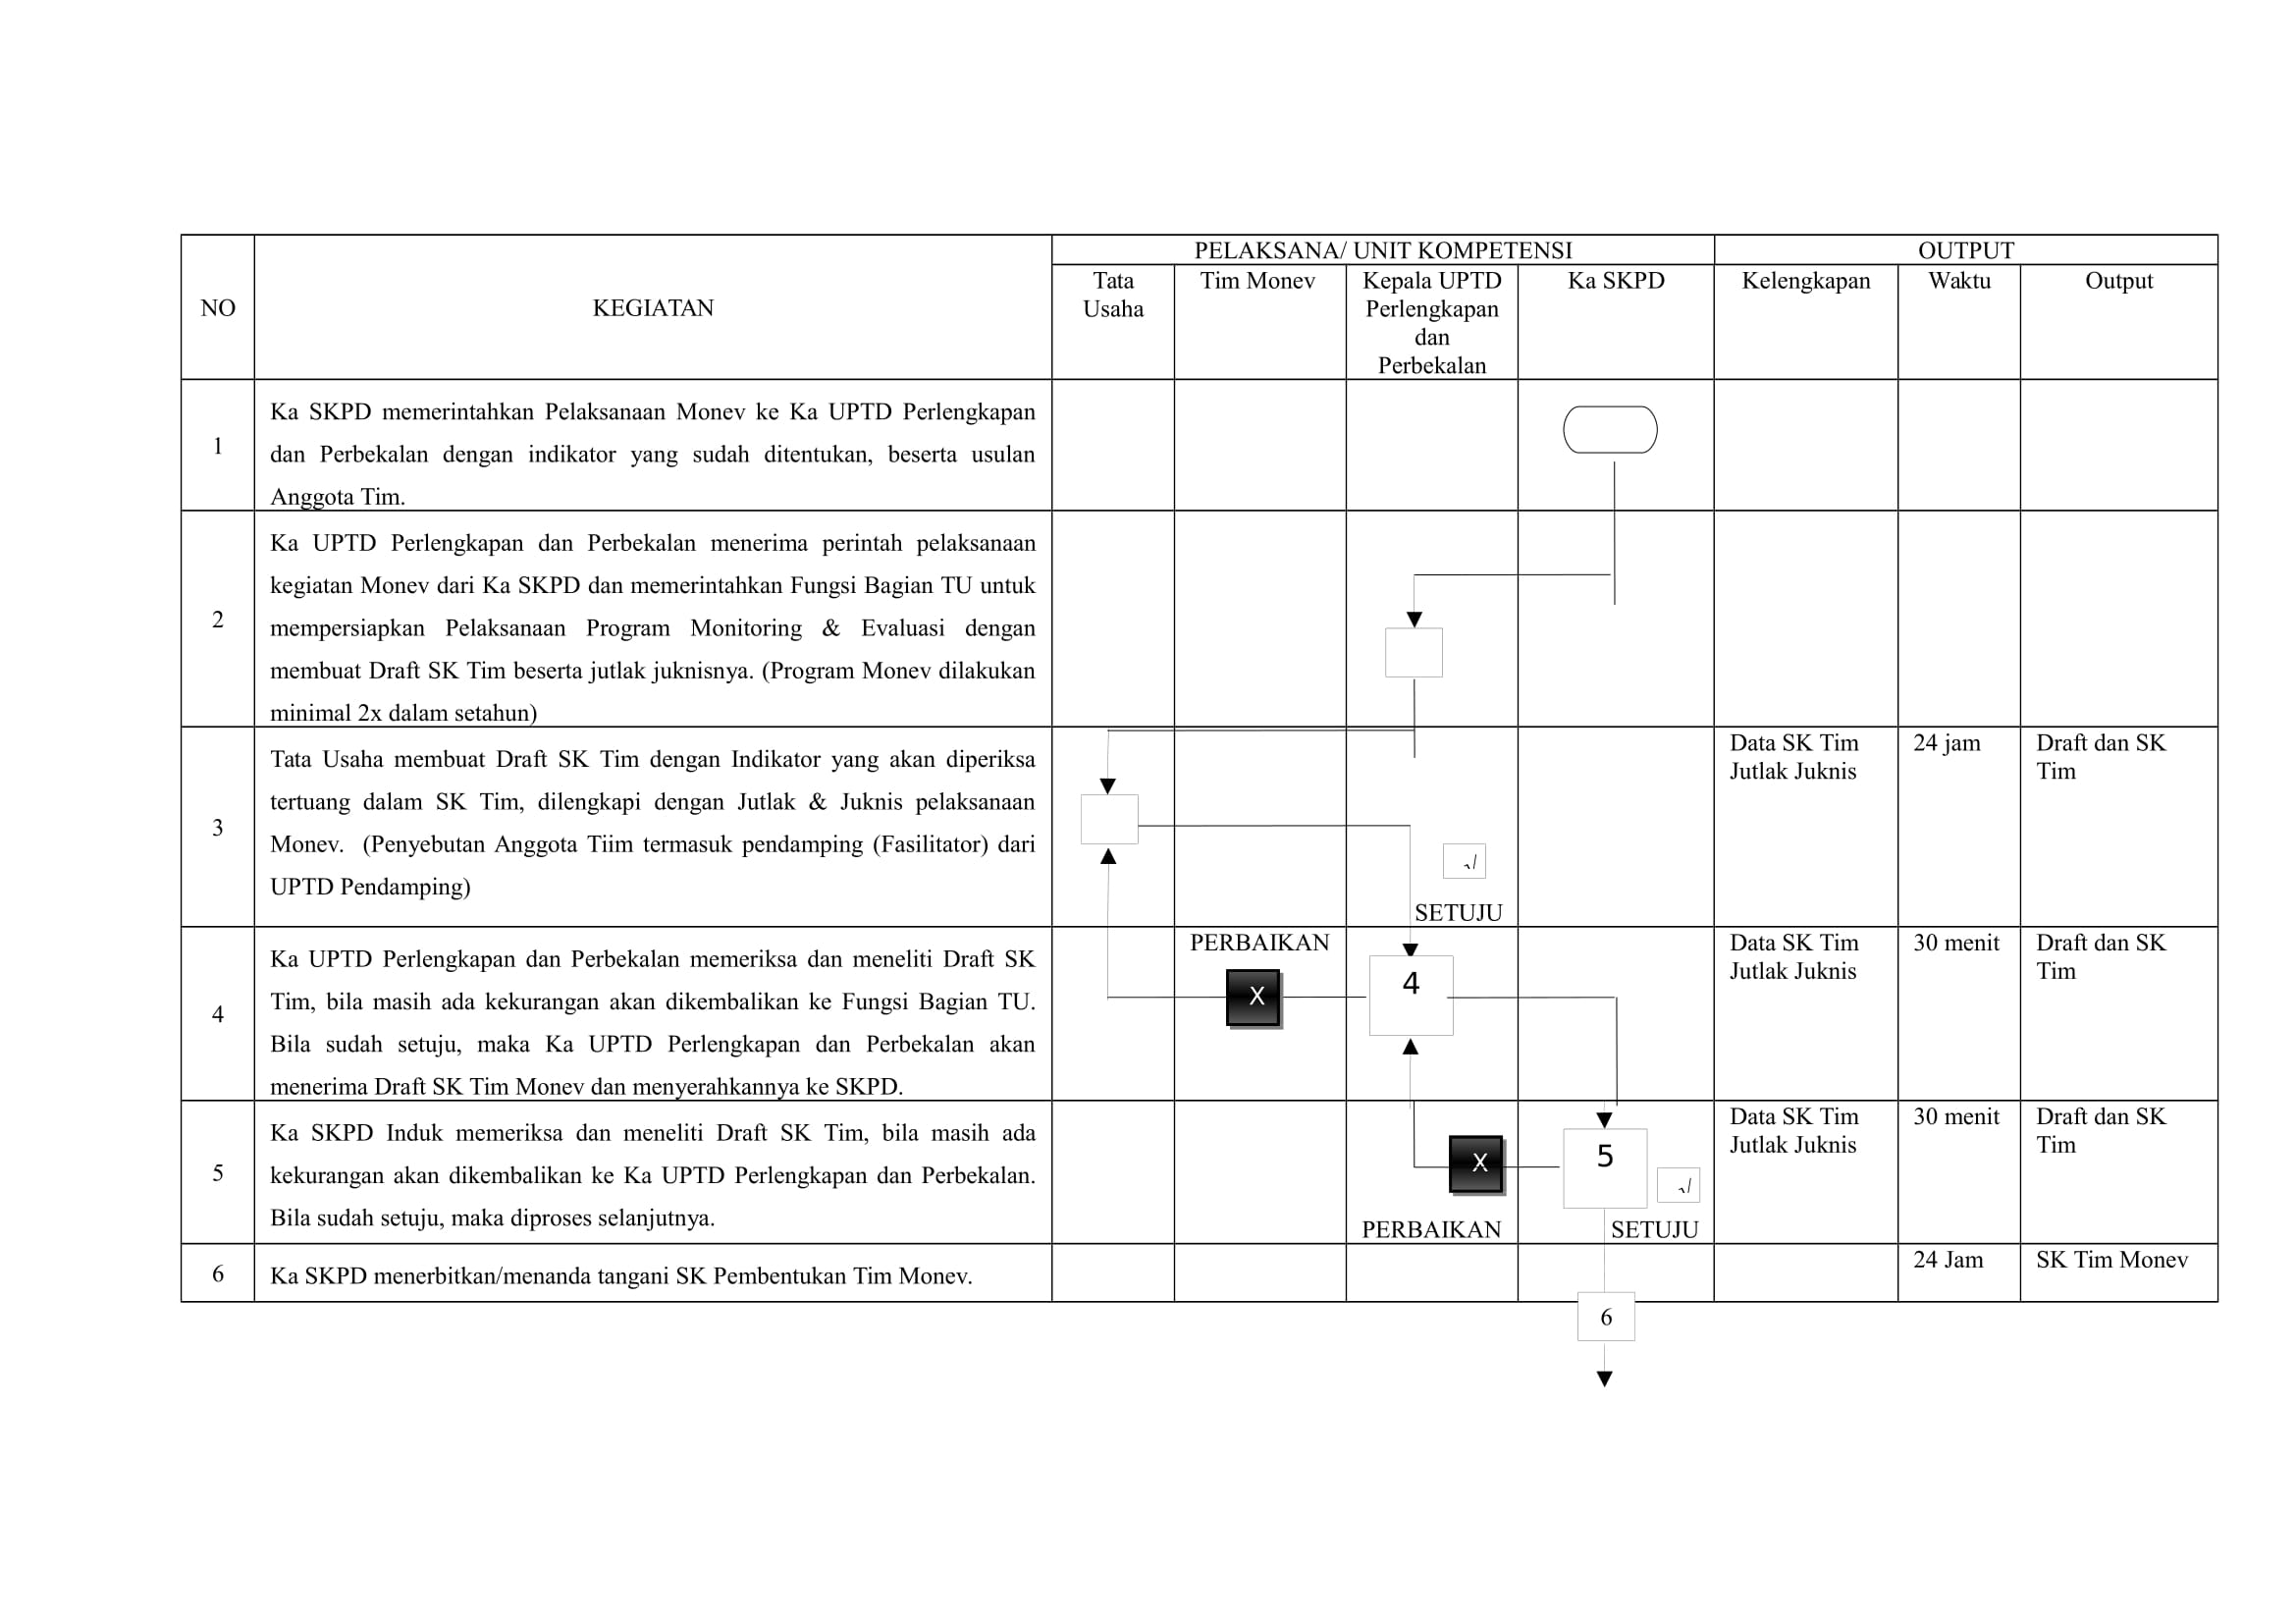 NO
KEGIATAN
PELAKSANA/ UNIT KOMPETENSI
OUTPUT
Tata
Usaha
Tim Monev
Kepala UPTD
Perlengkapan
dan
Perbekalan
Ka SKPD
Kelengkapan
Waktu
Output
1
Ka SKPD memerintahkan Pelaksanaan Monev ke Ka UPTD Perlengkapan
dan Perbekalan dengan indikator yang sudah ditentukan, beserta usulan
Anggota Tim.
2
Ka UPTD Perlengkapan dan Perbekalan menerima perintah pelaksanaan
kegiatan Monev dari Ka SKPD dan memerintahkan Fungsi Bagian TU untuk
mempersiapkan Pelaksanaan Program Monitoring & Evaluasi dengan
membuat Draft SK Tim beserta jutlak juknisnya. (Program Monev dilakukan
minimal 2x dalam setahun)
3
Tata Usaha membuat Draft SK Tim dengan Indikator yang akan diperiksa
tertuang dalam SK Tim, dilengkapi dengan Jutlak & Juknis pelaksanaan
Monev. (Penyebutan Anggota Tiim termasuk pendamping (Fasilitator) dari
UPTD Pendamping)
√
SETUJU
Data SK Tim
Jutlak Juknis
24 jam
Draft dan SK
Tim
4
Ka UPTD Perlengkapan dan Perbekalan memeriksa dan meneliti Draft SK
Tim, bila masih ada kekurangan akan dikembalikan ke Fungsi Bagian TU.
Bila sudah setuju, maka Ka UPTD Perlengkapan dan Perbekalan akan
menerima Draft SK Tim Monev dan menyerahkannya ke SKPD.
PERBAIKAN
X
4
Data SK Tim
Jutlak Juknis
30 menit
Draft dan SK
Tim
5
Ka SKPD Induk memeriksa dan meneliti Draft SK Tim, bila masih ada
kekurangan akan dikembalikan ke Ka UPTD Perlengkapan dan Perbekalan.
Bila sudah setuju, maka diproses selanjutnya.
X
PERBAIKAN
5
√
SETUJU
Data SK Tim
Jutlak Juknis
30 menit
Draft dan SK
Tim
6
Ka SKPD menerbitkan/menanda tangani SK Pembentukan Tim Monev.
24 Jam
SK Tim Monev
6